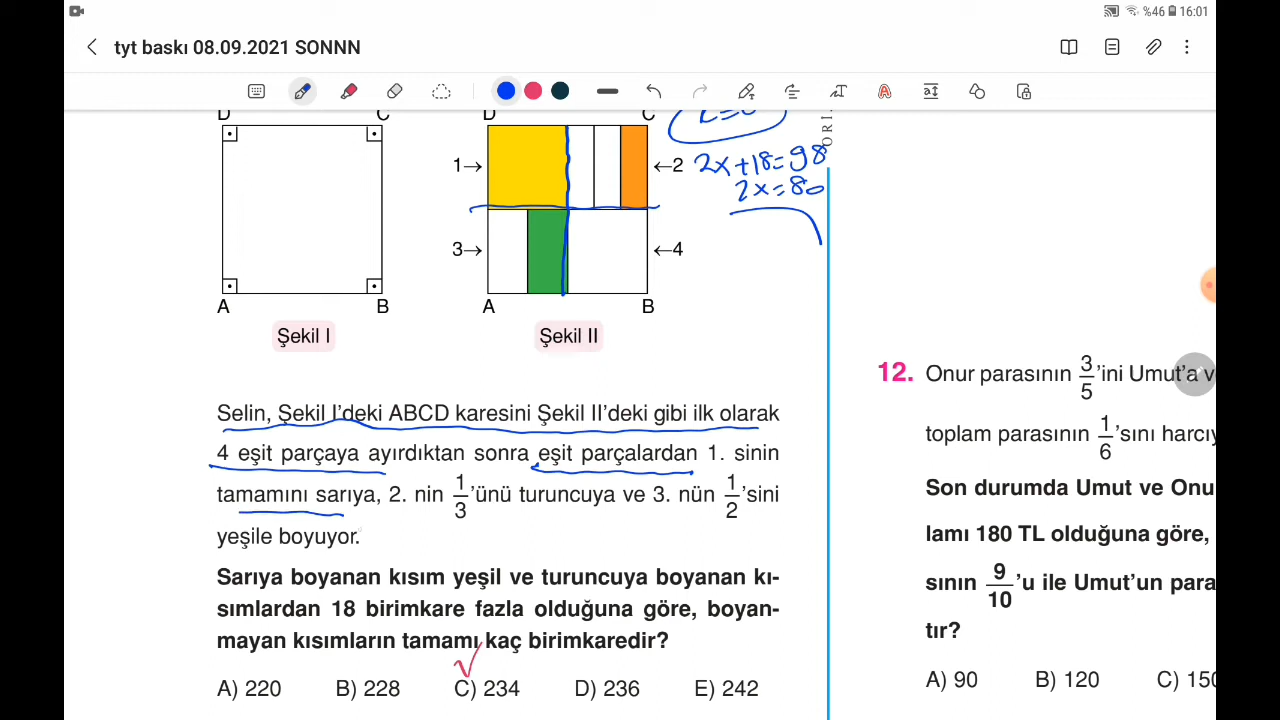 %46 16:01
tyt baskı 08.09.2021 SONNN
D C D C
1→ ←2
2x+18=98
2x=80
3→ ←4
A B A B
Şekil I Şekil II
Selin, Şekil I'deki ABCD karesini Şekil II'deki gibi ilk olarak
4 eşit parçaya ayırdıktan sonra eşit parçalardan 1. sinin
tamamını sarıya, 2. nin 1/3'ünü turuncuya ve 3. nün 1/2'sini
yeşile boyuyor.
Sarıya boyanan kısım yeşil ve turuncuya boyanan kı-
sımlardan 18 birimkare fazla olduğuna göre, boyan-
mayan kısımların tamamı kaç birimkaredir?
A) 220 B) 228 C) 234 D) 236 E) 242
12. Onur parasının 3/5'ini Umut'a v
toplam parasının 1/6'sını harcıy
Son durumda Umut ve Onu
lamı 180 TL olduğuna göre,
sının 9/10'u ile Umut'un para
tır?
A) 90 B) 120 C) 150